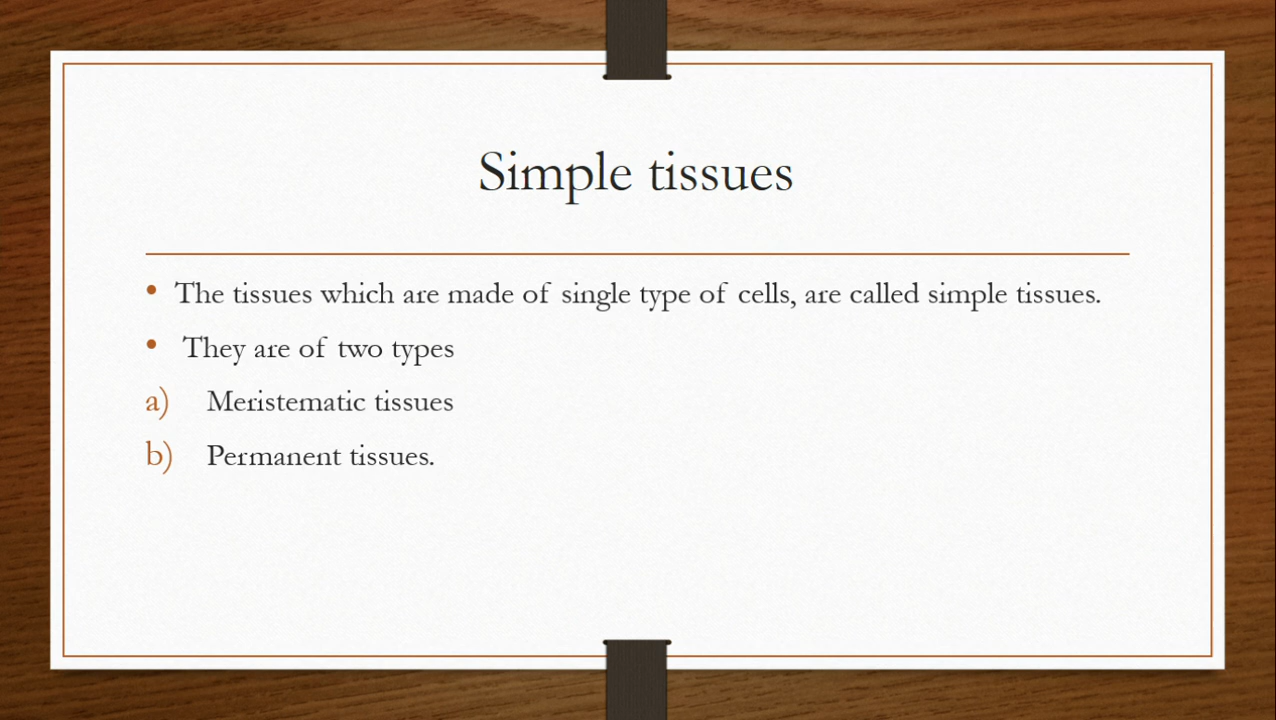 Simple tissues
• The tissues which are made of single type of cells, are called simple tissues.
• They are of two types
a) Meristematic tissues
b) Permanent tissues.